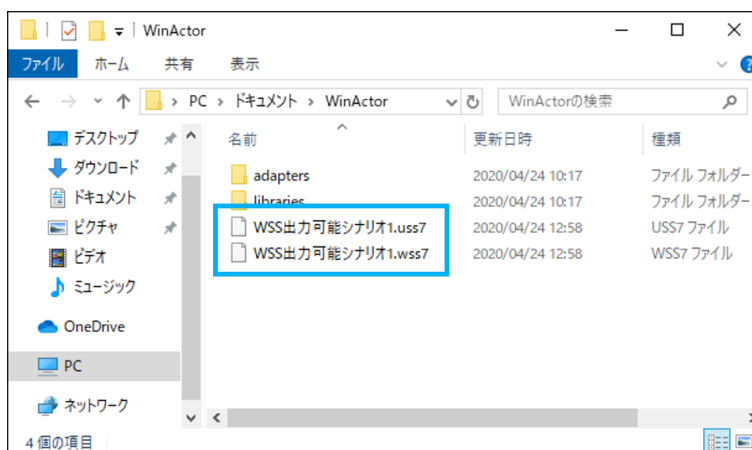 WinActor
ファイル ホーム 共有 表示
PC ドキュメント WinActor WinActorの検索
デスクトップ
ダウンロード
ドキュメント
ピクチャ
ビデオ
ミュージック
OneDrive
PC
ネットワーク
名前 更新日時 種類
adapters 2020/04/24 10:17 ファイル フォルダー
libraries 2020/04/24 10:17 ファイル フォルダー
WSS出力可能シナリオ1.uss7 2020/04/24 12:58 USS7 ファイル
WSS出力可能シナリオ1.wss7 2020/04/24 12:58 WSS7 ファイル
4 個の項目